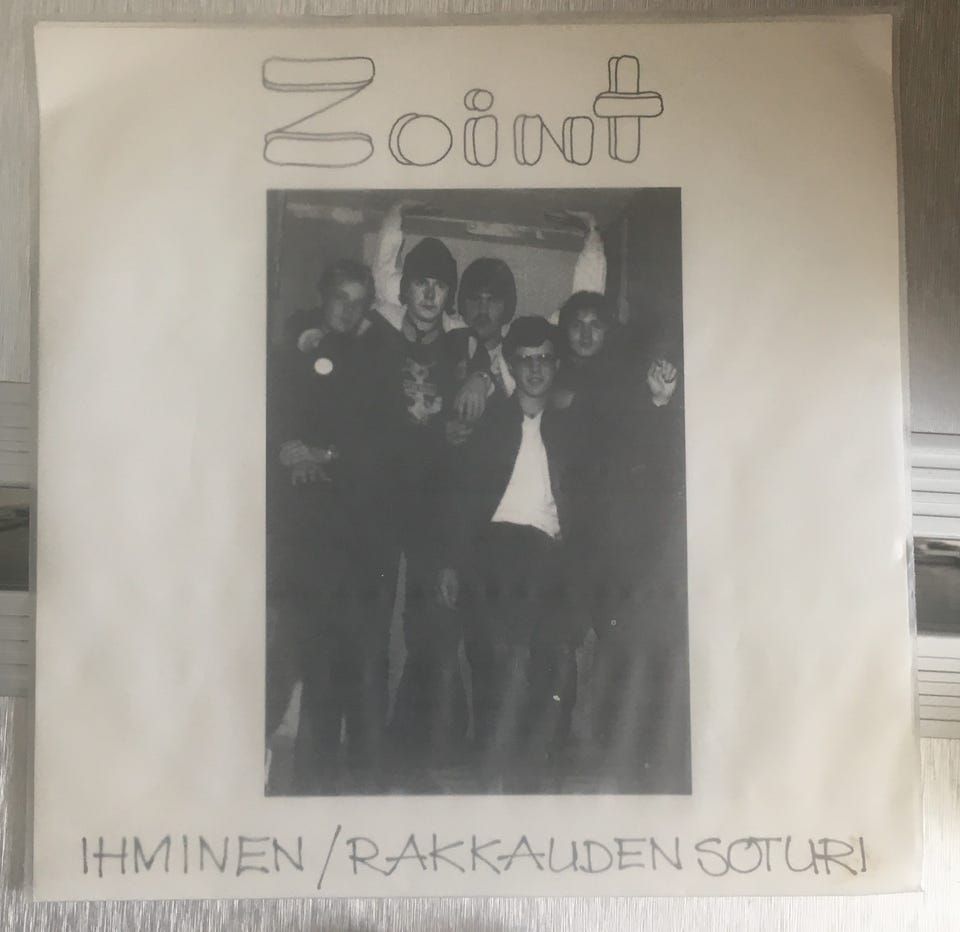 Zoint
IHMINEN / RAKKAUDEN SOTURI